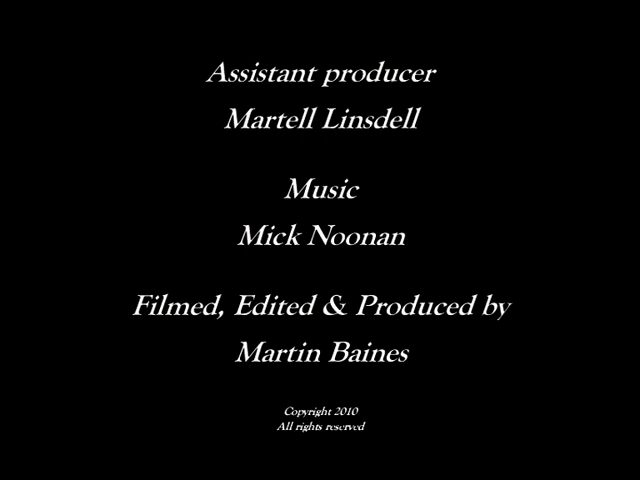 Assistant producer
Martell Linsdell
Music
Mick Noonan
Filmed, Edited & Produced by
Martin Baines
Copyright 2010
All rights reserved